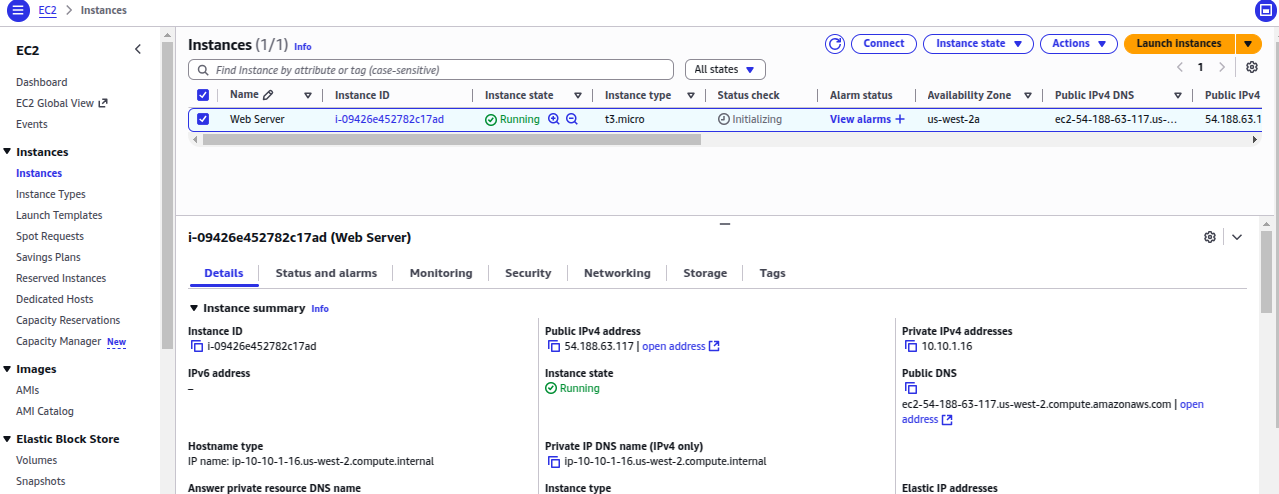 EC2 > Instances
EC2
Dashboard
EC2 Global View
Events
Instances
Instances
Instance Types
Launch Templates
Spot Requests
Savings Plans
Reserved Instances
Dedicated Hosts
Capacity Reservations
Capacity Manager New
Images
AMIs
AMI Catalog
Elastic Block Store
Volumes
Snapshots
Instances (1/1) Info
Connect Instance state Actions Launch instances
Find Instance by attribute or tag (case-sensitive) All states 1
Name Instance ID Instance state Instance type Status check Alarm status Availability Zone Public IPv4 DNS Public IPv4
Web Server i-09426e452782c17ad Running t3.micro Initializing View alarms + us-west-2a ec2-54-188-63-117.us-... 54.188.63.1
i-09426e452782c17ad (Web Server)
Details Status and alarms Monitoring Security Networking Storage Tags
Instance summary Info
Instance ID
i-09426e452782c17ad
Public IPv4 address
54.188.63.117 | open address
Private IPv4 addresses
10.10.1.16
IPv6 address
–
Instance state
Running
Public DNS
ec2-54-188-63-117.us-west-2.compute.amazonaws.com | open
address
Hostname type
IP name: ip-10-10-1-16.us-west-2.compute.internal
Private IP DNS name (IPv4 only)
ip-10-10-1-16.us-west-2.compute.internal
Answer private resource DNS name
Instance type
Elastic IP addresses